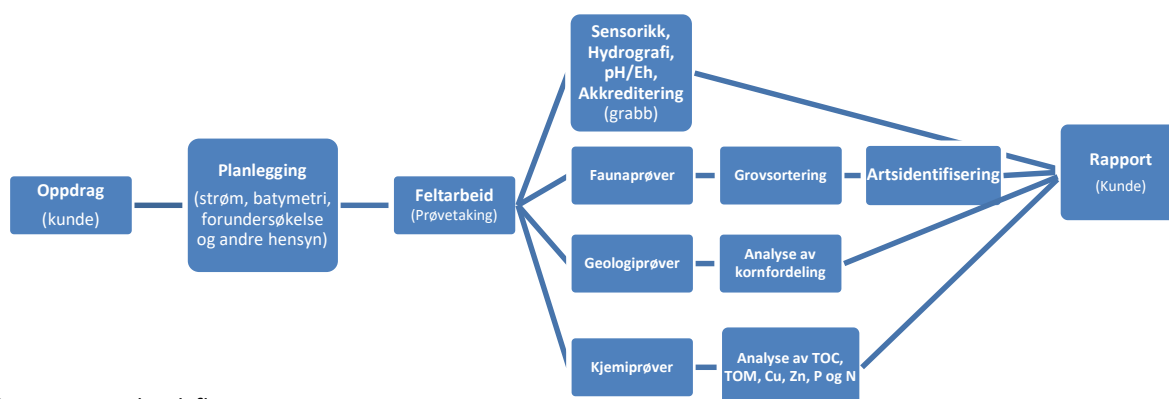 Oppdrag
(kunde)
Planlegging
(strøm, batymetri,
forundersøkelse
og andre hensyn)
Feltarbeid
(Prøvetaking)
Sensorikk,
Hydrografi,
pH/Eh,
Akkreditering
(grabb)
Faunaprøver
Grovsortering
Artsidentifisering
Geologiprøver
Analyse av
kornfordeling
Kjemiprøver
Analyse av TOC,
TOM, Cu, Zn, P og N
Rapport
(Kunde)